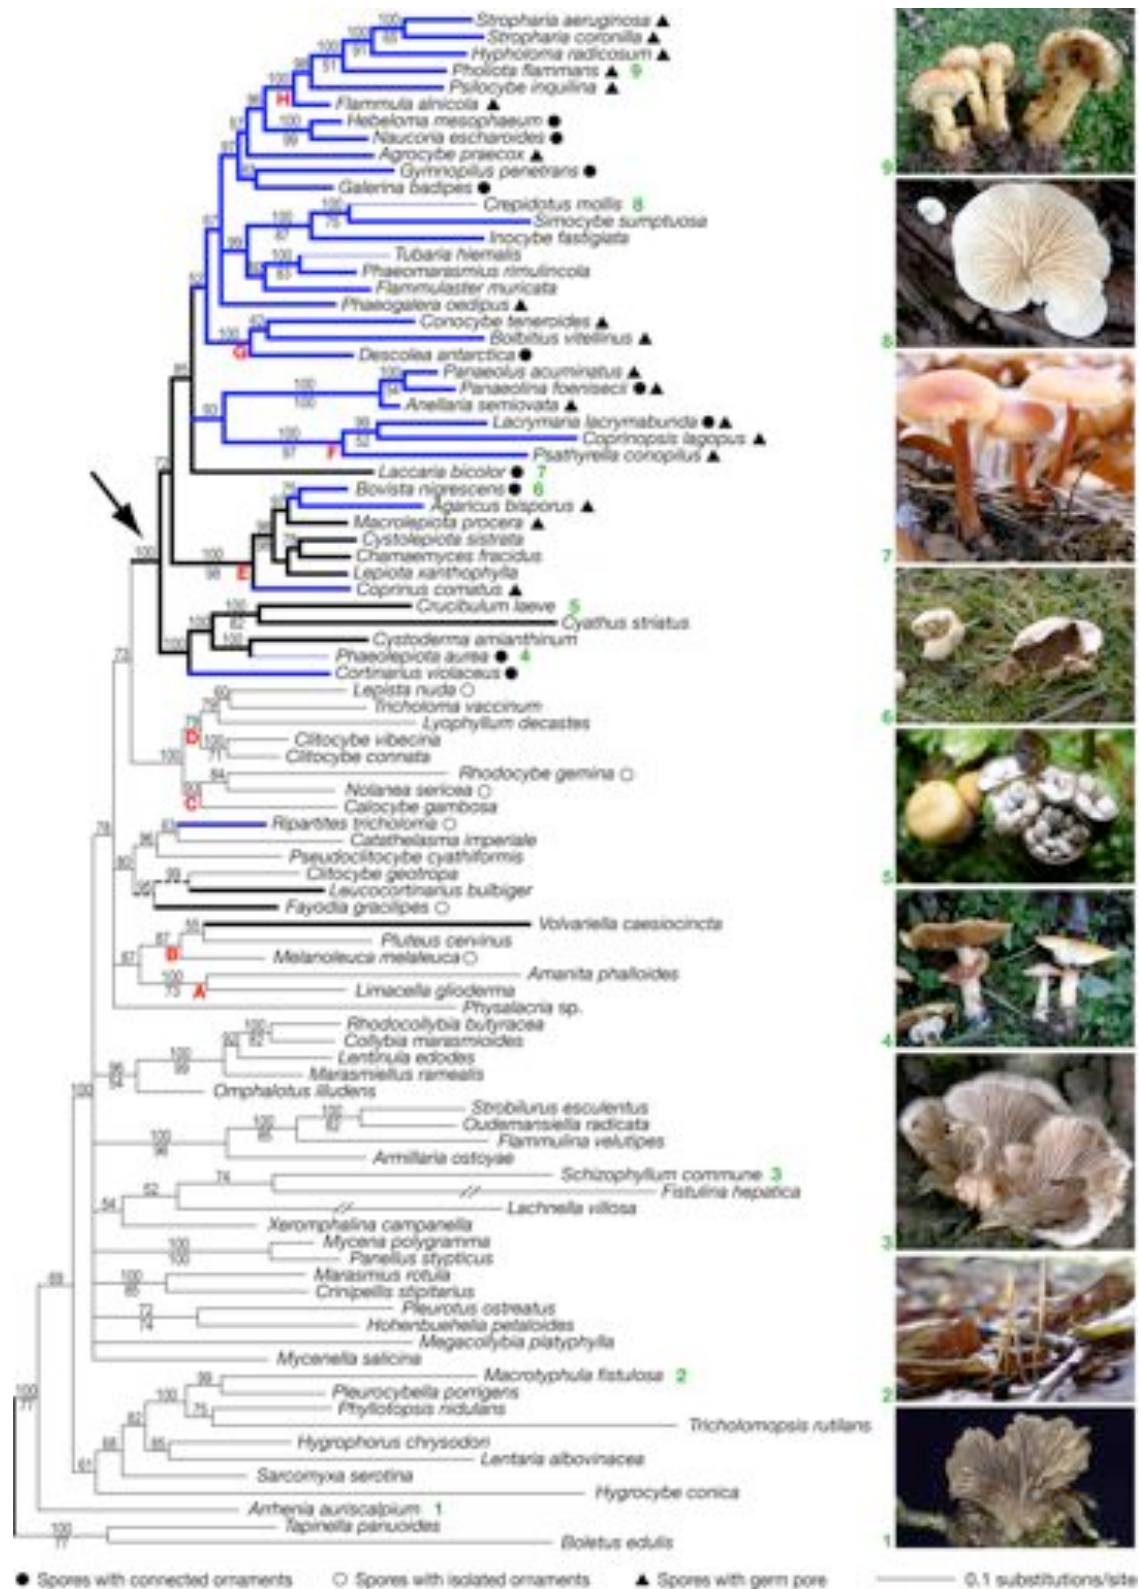 Stropharia aeruginosa ▲
Stropharia coronilla ▲
Hypholoma radicosum ▲
Pholiota flammans ▲ 9
Psilocybe inquilina ▲
H
Flammula alnicola ▲
Hebeloma mesophaeum ●
Naucoria escharoides ●
Agrocybe praecox ▲
Gymnopilus penetrans ●
Galerina badipes ●
Crepidotus mollis 8
Simocybe sumptuosa
Inocybe fastigiata
Tubaria hiemalis
Phaeomarasmius rimulincola
Flammulaster muricata
Phaeogalera oedipus ▲
Conocybe teneroides ▲
Bolbitius vitellinus ▲
G
Descolea antarctica ●
Panaeolus acuminatus ▲
Panaeolina foenisecii ● ▲
Anellaria semiovata ▲
Lacrymaria lacrymabunda ● ▲
Coprinopsis lagopus ▲
F
Psathyrella conopilus ▲
Laccaria bicolor ● 7
Bovista nigrescens ● 6
Agaricus bisporus ▲
Macrolepiota procera ▲
Cystolepiota sistrata
Chamaemyces fracidus
E
Lepiota xanthophylla
Coprinus comatus ▲
Crucibulum laeve 5
Cyathus striatus
Cystoderma amianthinum
Phaeolepiota aurea ● 4
Cortinarius violaceus ●
Lepista nuda ○
Tricholoma vaccinum
Lyophyllum decastes
D
Clitocybe vibecina
Clitocybe connata
Rhodocybe gemina ○
Nolanea sericea ○
C
Calocybe gambosa
Ripartites tricholoma ○
Catathelasma imperiale
Pseudoclitocybe cyathiformis
Clitocybe geotropa
Leucocortinarius bulbiger
Fayodia gracilipes ○
Volvariella caesiocincta
Pluteus cervinus
B
Melanoleuca melaleuca ○
Amanita phalloides
A
Limacella glioderma
Physalacria sp.
Rhodocollybia butyracea
Collybia marasmioides
Lentinula edodes
Marasmiellus ramealis
Omphalotus illudens
Strobilurus esculentus
Oudemansiella radicata
Flammulina velutipes
Armillaria ostoyae
Schizophyllum commune 3
Fistulina hepatica
Lachnella villosa
Xeromphalina campanella
Mycena polygramma
Panellus stypticus
Marasmius rotula
Crinipellis stipitaria
Pleurotus ostreatus
Hohenbuehelia petaloides
Megacollybia platyphylla
Mycenella salicina
Macrotyphula fistulosa 2
Pleurocybella porrigens
Phyllotopsis nidulans
Tricholomopsis rutilans
Hygrophorus chrysodon
Lentaria albovinacea
Sarcomyxa serotina
Hygrocybe conica
Arrhenia auriscalpium 1
Tapinella panuoides
Boletus edulis
9
8
7
6
5
4
3
2
1
● Spores with connected ornaments ○ Spores with isolated ornaments ▲ Spores with germ pore 0.1 substitutions/site